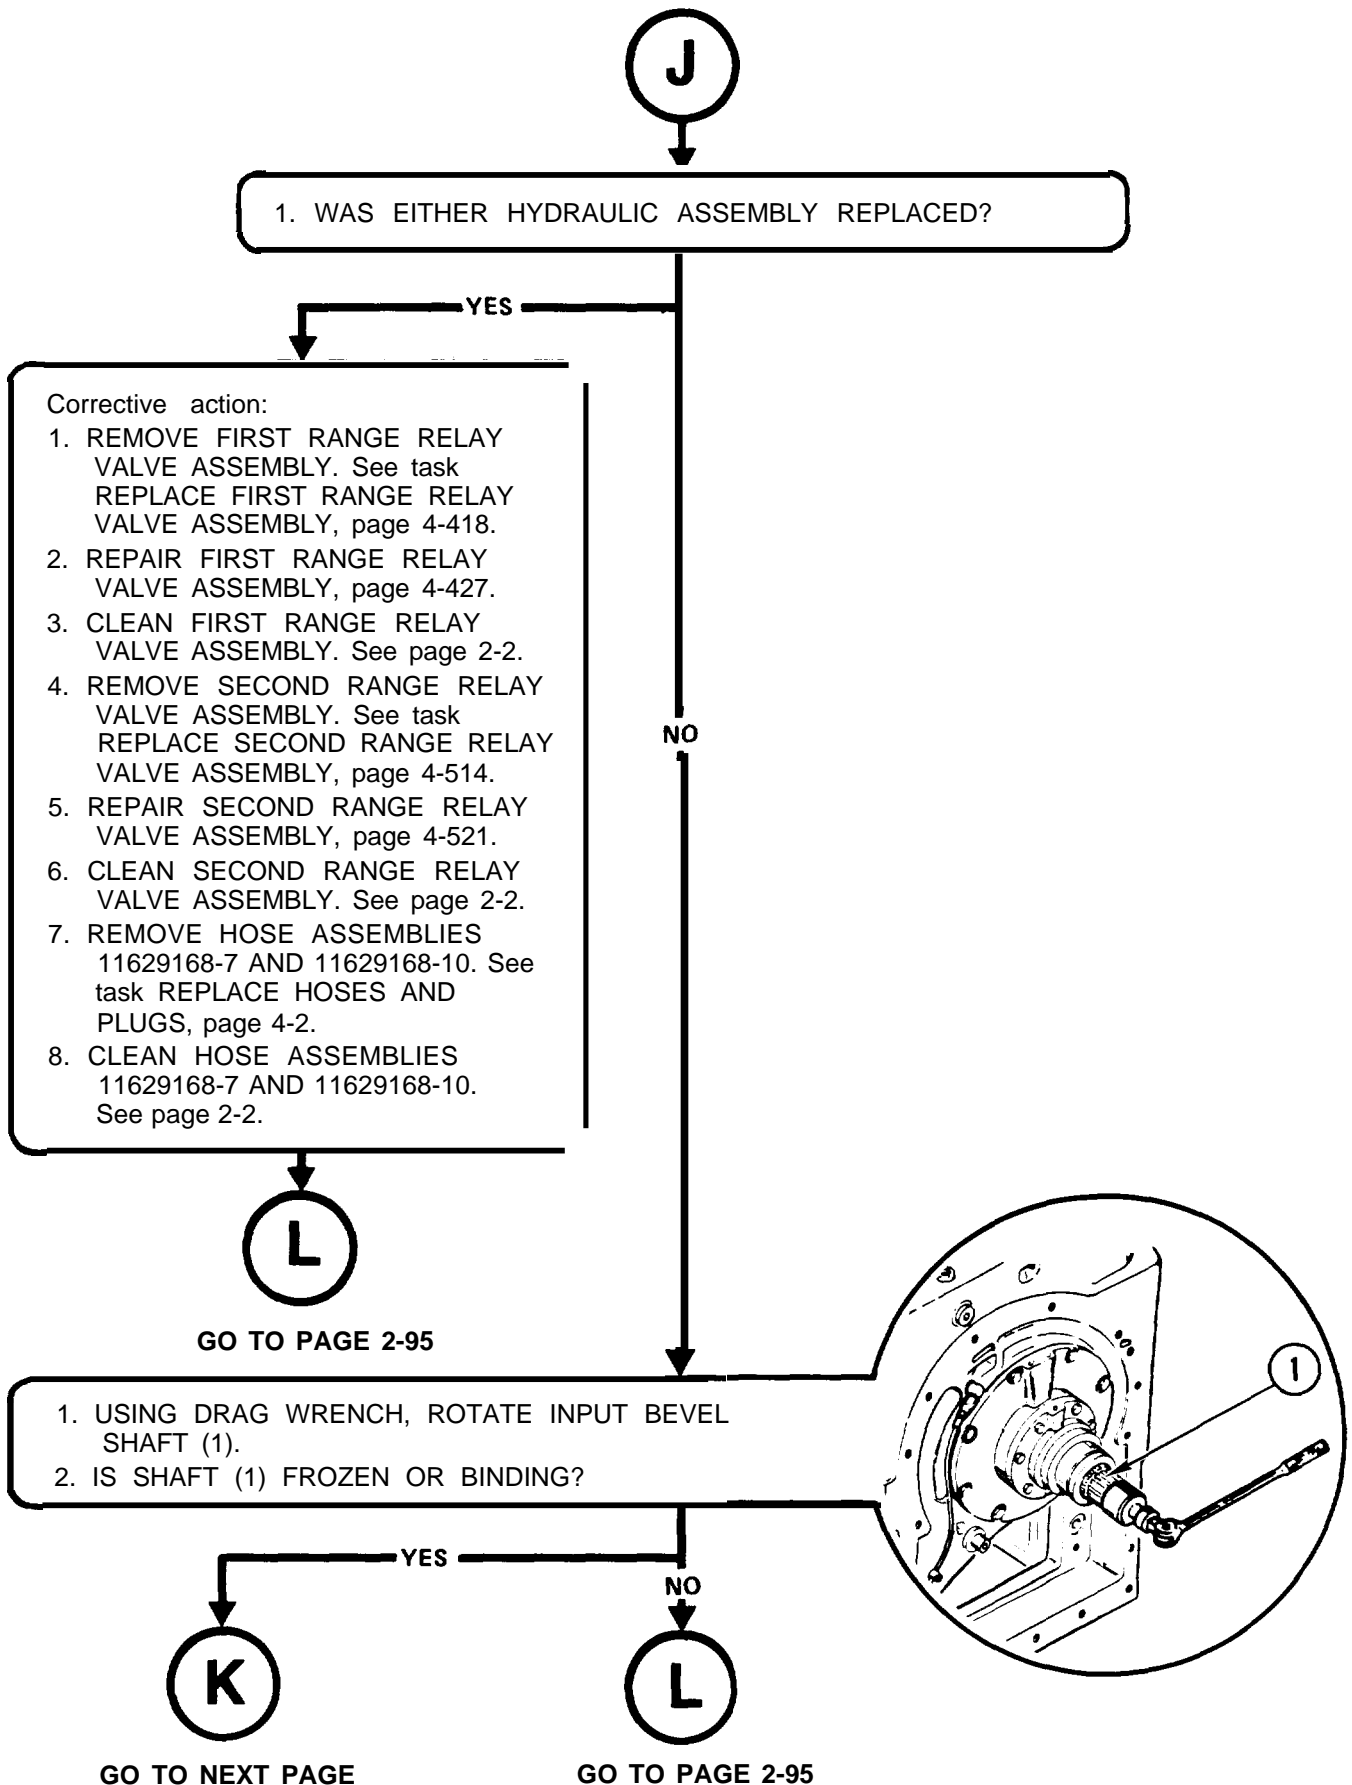 J
1. WAS EITHER HYDRAULIC ASSEMBLY REPLACED?
YES
Corrective action:
1. REMOVE FIRST RANGE RELAY
VALVE ASSEMBLY. See task
REPLACE FIRST RANGE RELAY
VALVE ASSEMBLY, page 4-418.
2. REPAIR FIRST RANGE RELAY
VALVE ASSEMBLY, page 4-427.
3. CLEAN FIRST RANGE RELAY
VALVE ASSEMBLY. See page 2-2.
4. REMOVE SECOND RANGE RELAY
VALVE ASSEMBLY. See task
REPLACE SECOND RANGE RELAY
VALVE ASSEMBLY, page 4-514.
5. REPAIR SECOND RANGE RELAY
VALVE ASSEMBLY, page 4-521.
6. CLEAN SECOND RANGE RELAY
VALVE ASSEMBLY. See page 2-2.
7. REMOVE HOSE ASSEMBLIES
11629168-7 AND 11629168-10. See
task REPLACE HOSES AND
PLUGS, page 4-2.
8. CLEAN HOSE ASSEMBLIES
11629168-7 AND 11629168-10.
See page 2-2.
NO
L
GO TO PAGE 2-95
1. USING DRAG WRENCH, ROTATE INPUT BEVEL
SHAFT (1).
2. IS SHAFT (1) FROZEN OR BINDING?
1
YES
NO
K
L
GO TO NEXT PAGE
GO TO PAGE 2-95